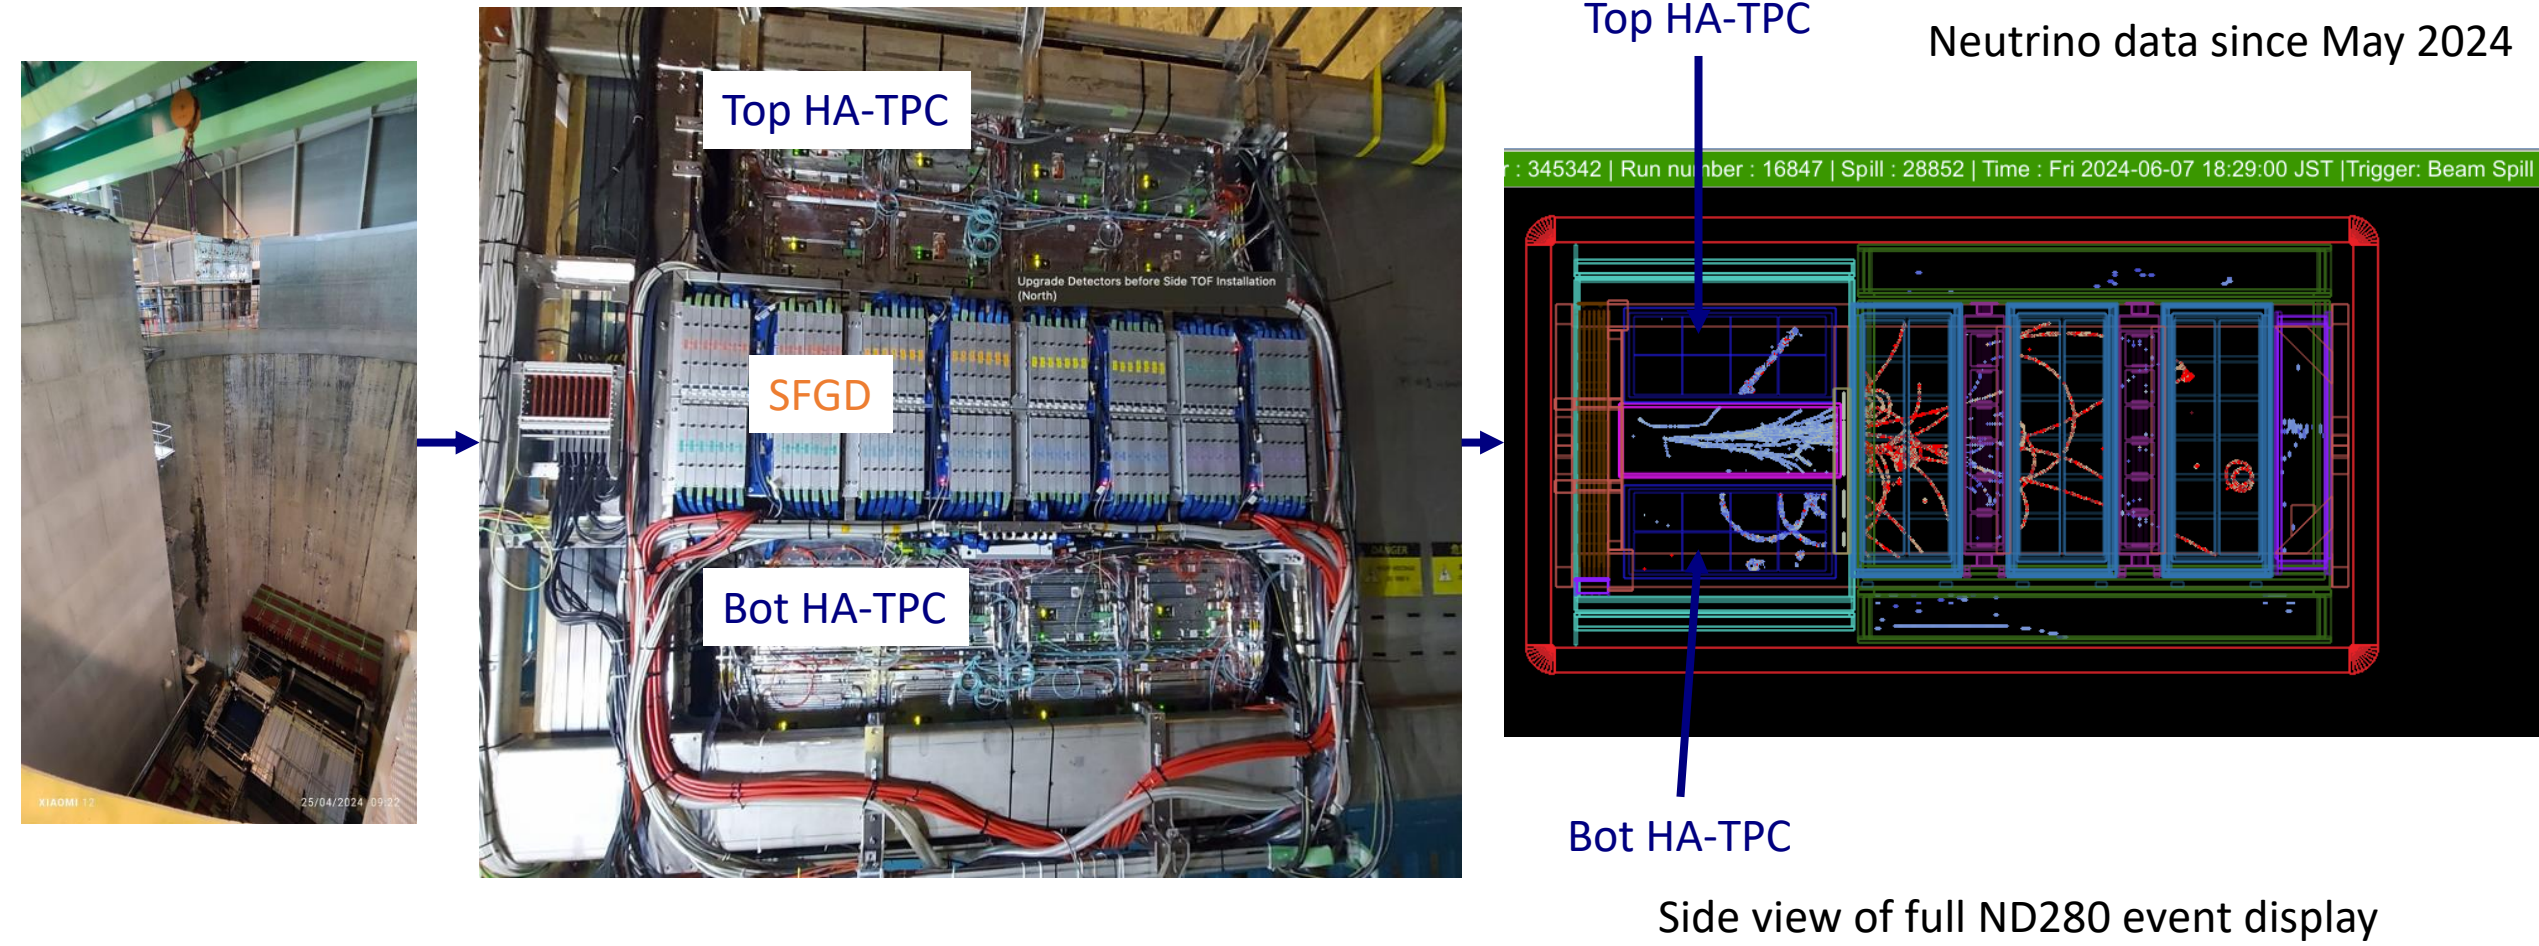 XIAOMI 12
25/04/2024 09:22
Top HA-TPC
Upgrade Detectors before Side TOF Installation
(North)
SFGD
Bot HA-TPC
DANGER
Top HA-TPC
Neutrino data since May 2024
: 345342 | Run number : 16847 | Spill : 28852 | Time : Fri 2024-06-07 18:29:00 JST |Trigger: Beam Spill
Bot HA-TPC
Side view of full ND280 event display